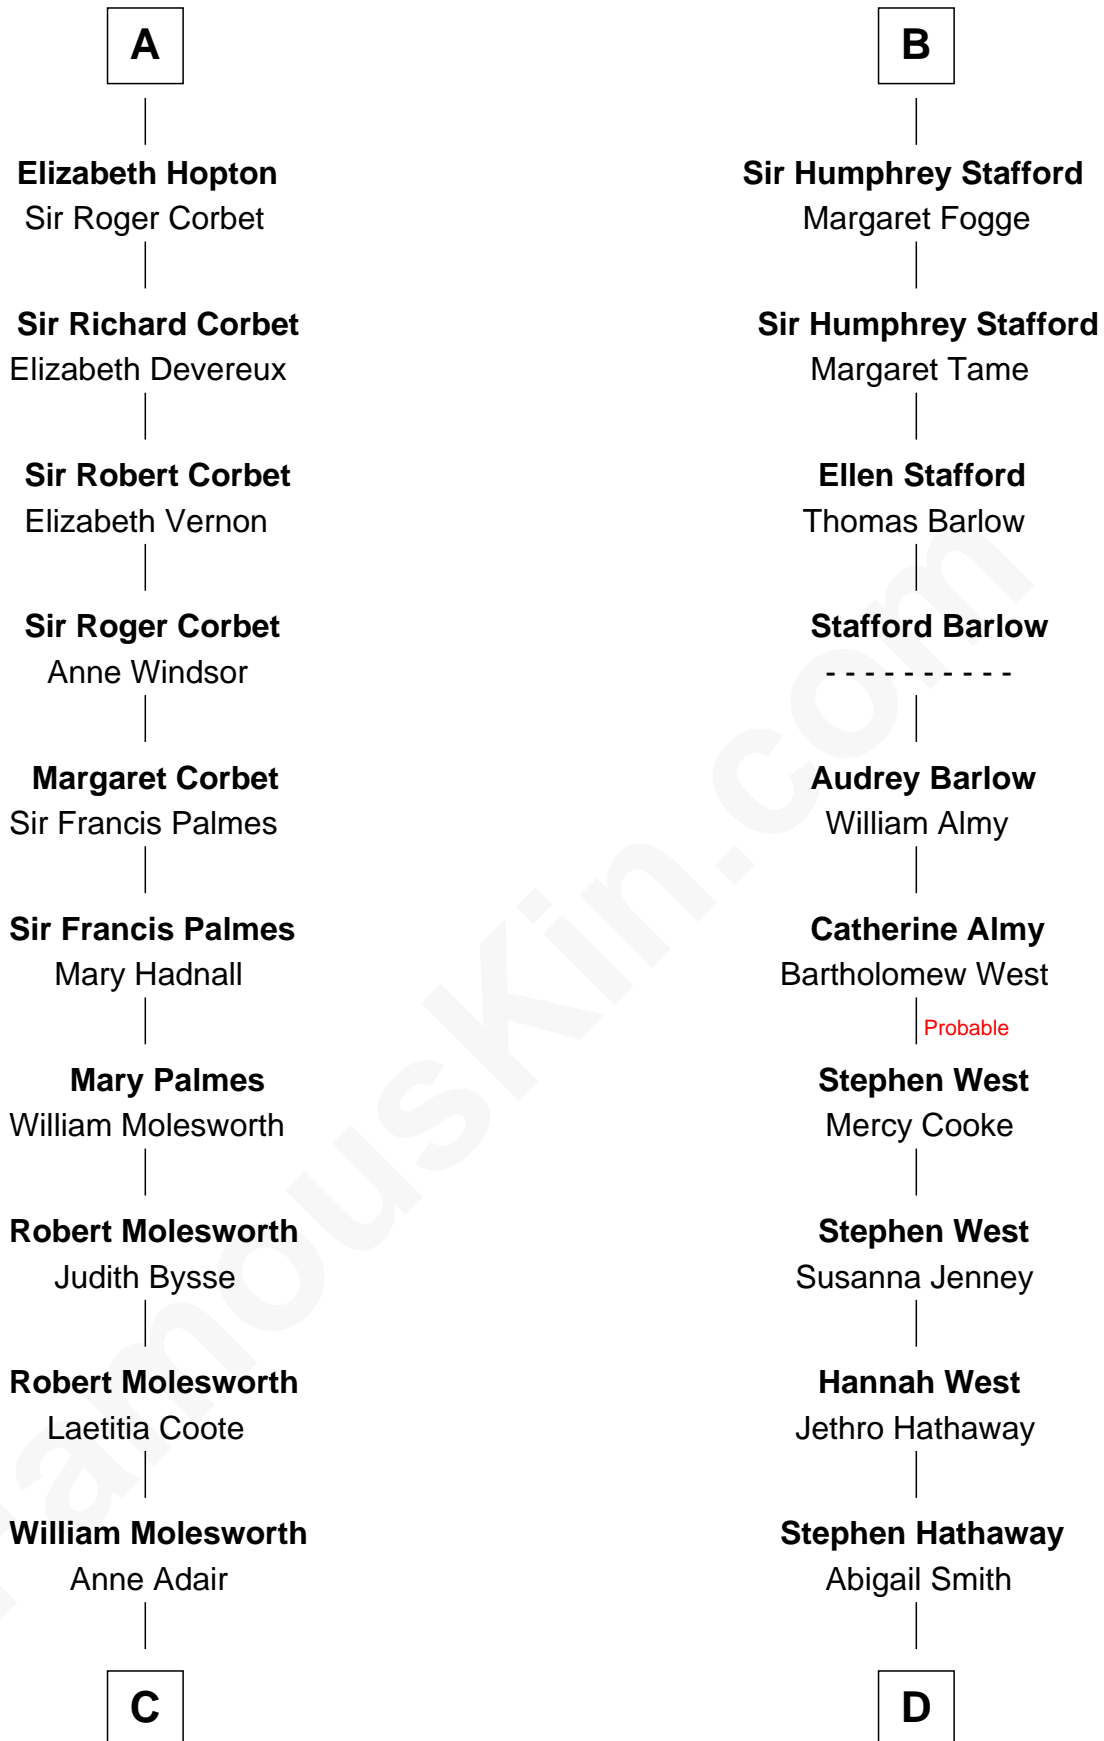 A
Elizabeth Hopton
Sir Roger Corbet
Sir Richard Corbet
Elizabeth Devereux
Sir Robert Corbet
Elizabeth Vernon
Sir Roger Corbet
Anne Windsor
Margaret Corbet
Sir Francis Palmes
Sir Francis Palmes
Mary Hadnall
Mary Palmes
William Molesworth
Robert Molesworth
Judith Bysse
Robert Molesworth
Laetitia Coote
William Molesworth
Anne Adair
C
B
Sir Humphrey Stafford
Margaret Fogge
Sir Humphrey Stafford
Margaret Tame
Ellen Stafford
Thomas Barlow
Stafford Barlow
- - - - - - - - - -
Audrey Barlow
William Almy
Catherine Almy
Bartholomew West
Probable
Stephen West
Mercy Cooke
Stephen West
Susanna Jenney
Hannah West
Jethro Hathaway
Stephen Hathaway
Abigail Smith
D
FamousKin.com